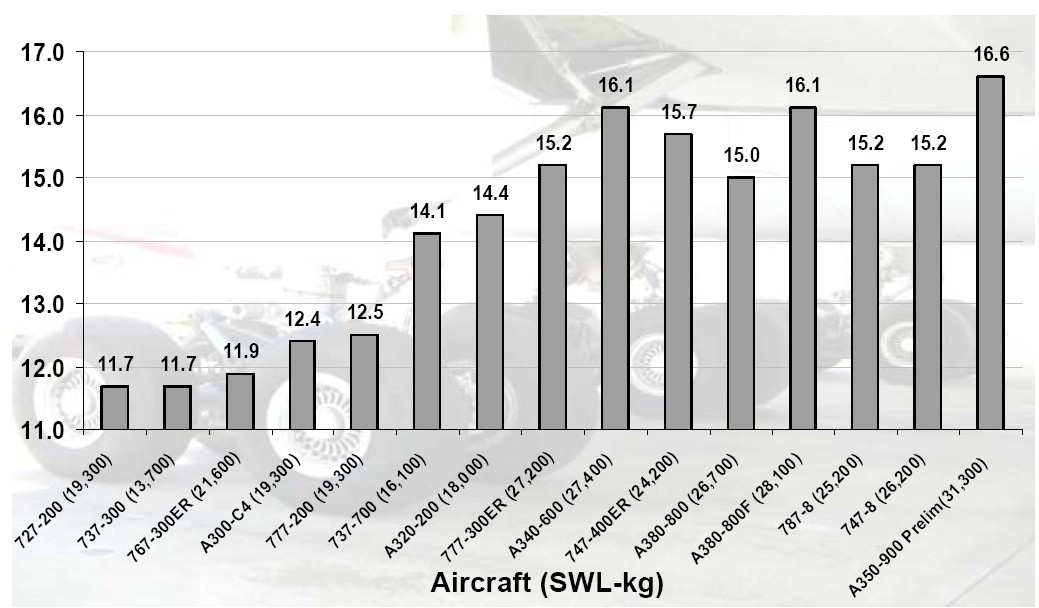 17.0
16.0
15.0
14.0
13.0
12.0
11.0
11.7
11.7
11.9
12.4
12.5
14.1
14.4
15.2
16.1
15.7
15.0
16.1
15.2
15.2
16.6
727-200 (19,300)
737-300 (13,700)
767-300ER (21,600)
A300-C4 (19,300)
777-200 (19,300)
737-700 (16,100)
A320-200 (18,000)
777-300ER (27,200)
A340-600 (27,400)
747-400ER (24,200)
A380-800 (26,700)
A380-800F (28,100)
787-8 (25,200)
747-8 (26,200)
A350-900 Prelim(31,300)
Aircraft (SWL-kg)